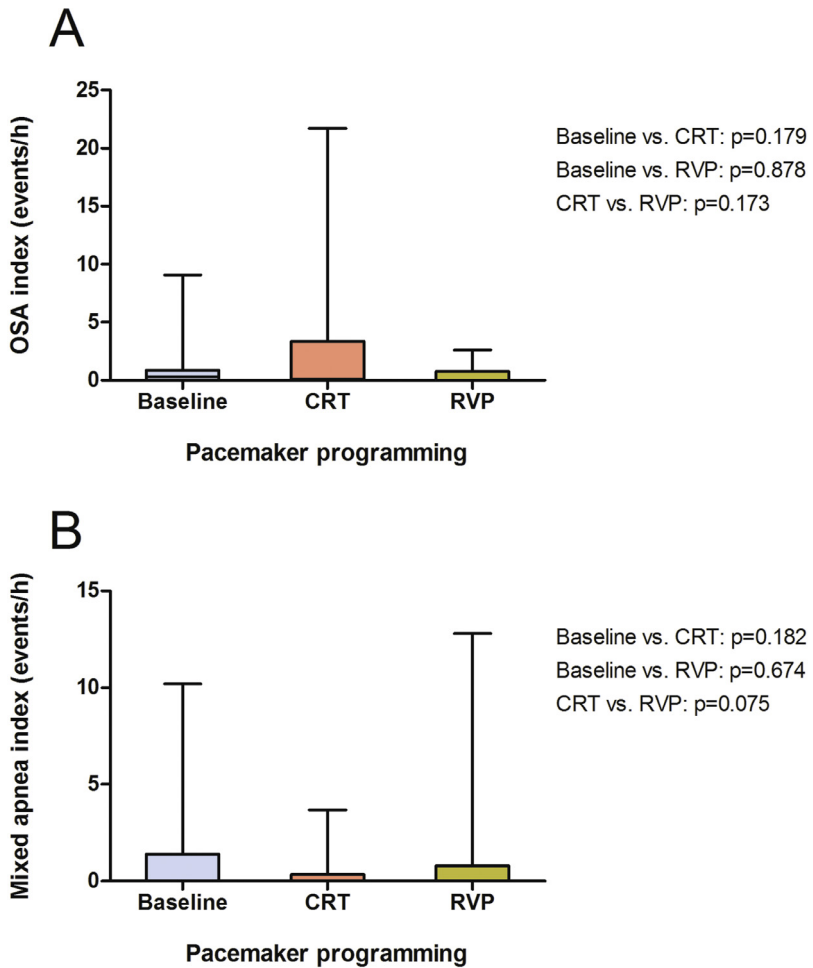 A
OSA index (events/h)
25
20
15
10
5
0
Baseline CRT RVP
Pacemaker programming
Baseline vs. CRT: p=0.179
Baseline vs. RVP: p=0.878
CRT vs. RVP: p=0.173
B
Mixed apnea index (events/h)
15
10
5
0
Baseline CRT RVP
Pacemaker programming
Baseline vs. CRT: p=0.182
Baseline vs. RVP: p=0.674
CRT vs. RVP: p=0.075